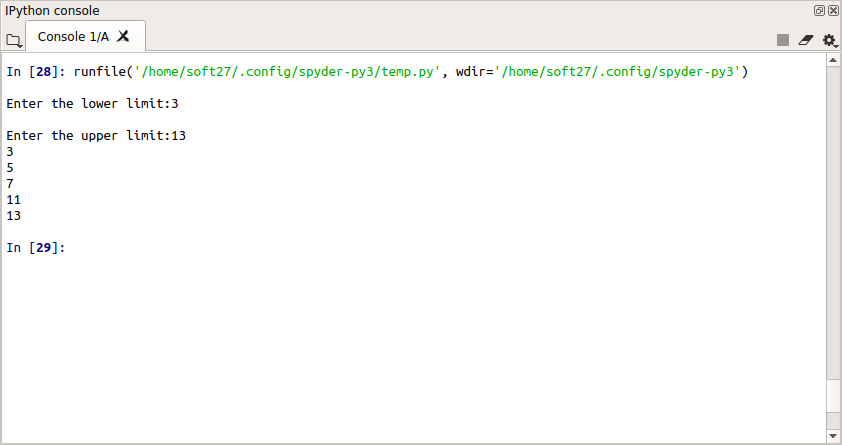 IPython console
Console 1/A
In [28]: runfile('/home/soft27/.config/spyder-py3/temp.py', wdir='/home/soft27/.config/spyder-py3')
Enter the lower limit:3
Enter the upper limit:13
3
5
7
11
13
In [29]: